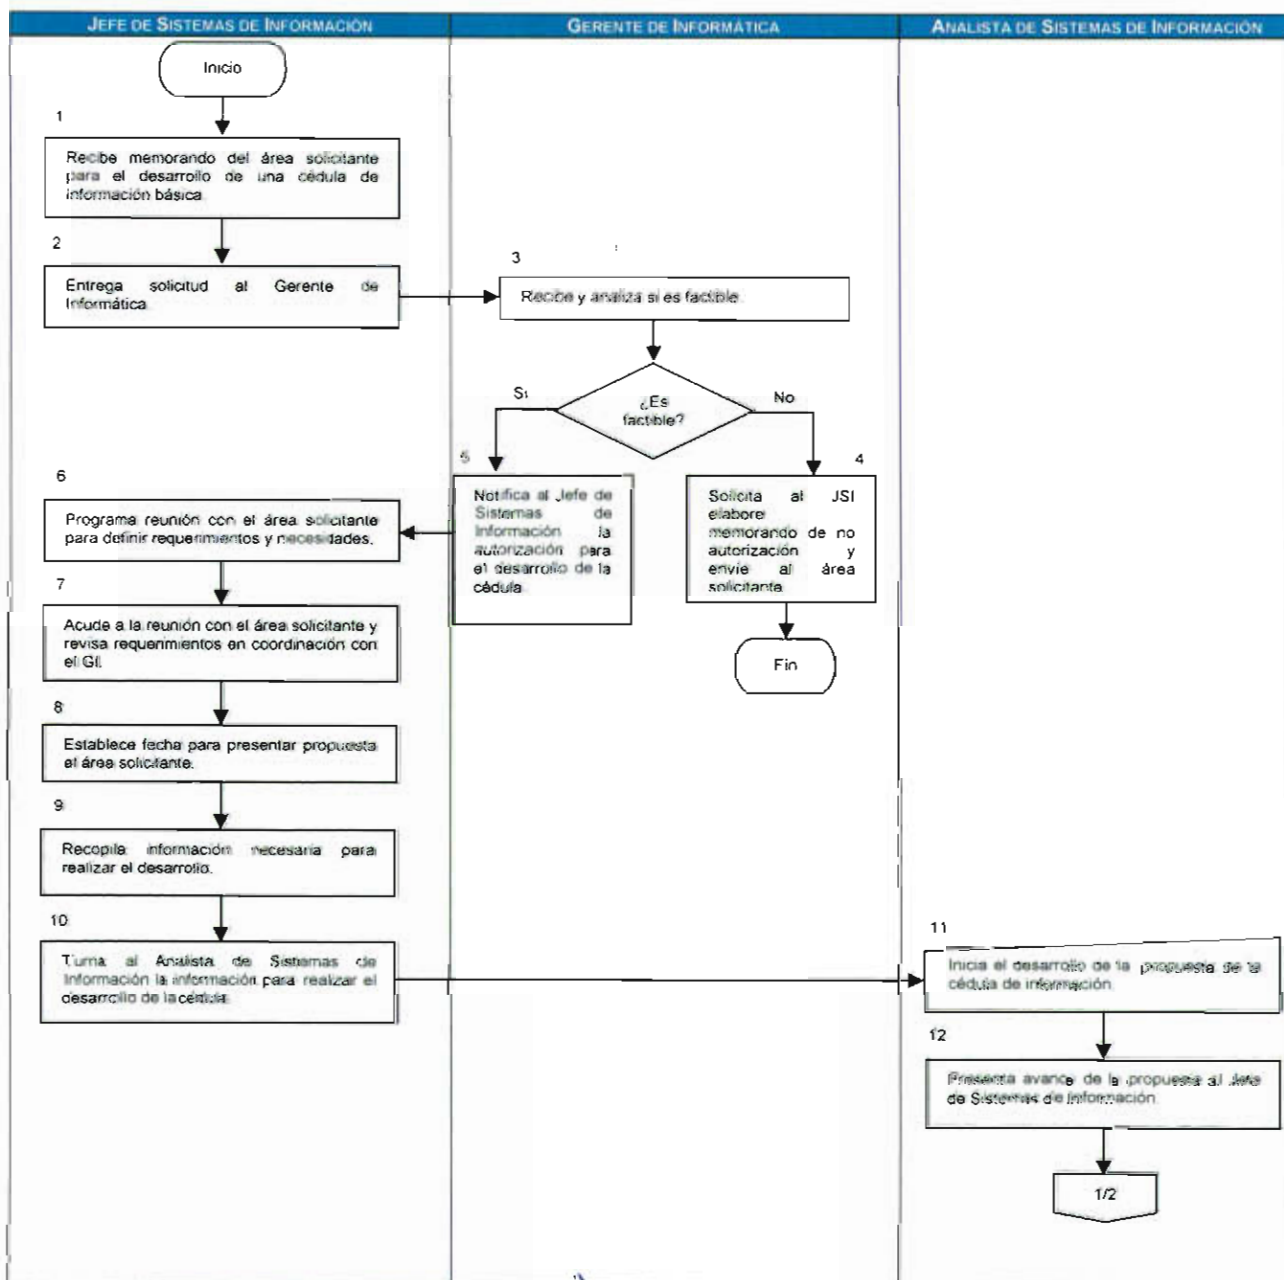 JEFE DE SISTEMAS DE INFORMACIÓN
GERENTE DE INFORMÁTICA
ANALISTA DE SISTEMAS DE INFORMACIÓN
Inicio
1
Recibe memorando del área solicitante
para el desarrollo de una cédula de
información básica.
2
Entrega solicitud al Gerente de
Informática.
3
Recibe y analiza si es factible.
¿Es
factible?
Si
No
5
Notifica al Jefe de
Sistemas de
Información la
autorización para
el desarrollo de la
cédula
4
Solicita al JSI
elabore
memorando de no
autorización y
envíe al área
solicitante.
Fin
6
Programa reunión con el área solicitante
para definir requerimientos y necesidades.
7
Acude a la reunión con el área solicitante y
revisa requerimientos en coordinación con
el GI.
8
Establece fecha para presentar propuesta
al área solicitante.
9
Recopila información necesaria para
realizar el desarrollo.
10
Turna al Analista de Sistemas de
Información la información para realizar el
desarrollo de la cédula.
11
Inicia el desarrollo de la propuesta de la
cédula de información.
12
Presenta avance de la propuesta al Jefe
de Sistemas de Información.
1/2